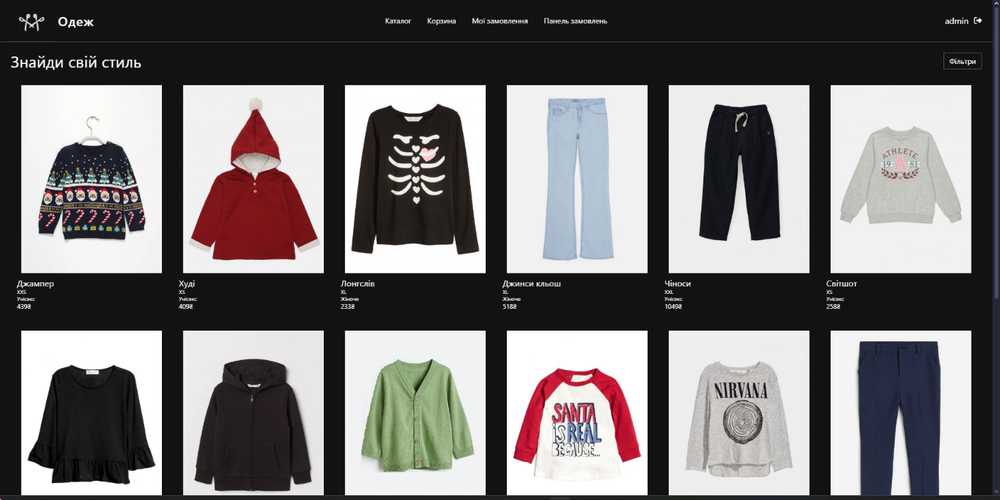 Одеж
Каталог
Корзина
Мої замовлення
Панель замовлень
admin
Знайди свій стиль
Фільтри
ATHLETE
19 A 81
Джампер
XXS
Унісекс
439₴
Худі
XS
Унісекс
409₴
Лонгслів
XL
Жіноче
233₴
Джинси кльош
XL
Жіноче
518₴
Чіноси
XXL
Унісекс
1049₴
Світшот
XS
Унісекс
258₴
SANTA
iS REAL
BECAUSE...
NIRVANA